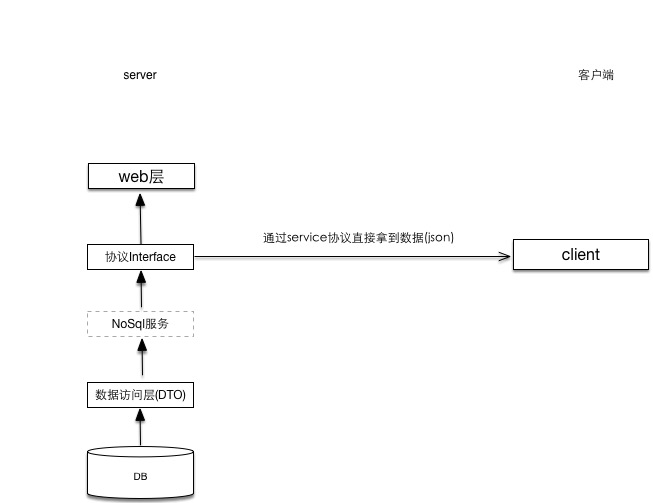 server
客户端
web层
通过service协议直接拿到数据(json)
协议Interface
client
NoSql服务
数据访问层(DTO)
DB